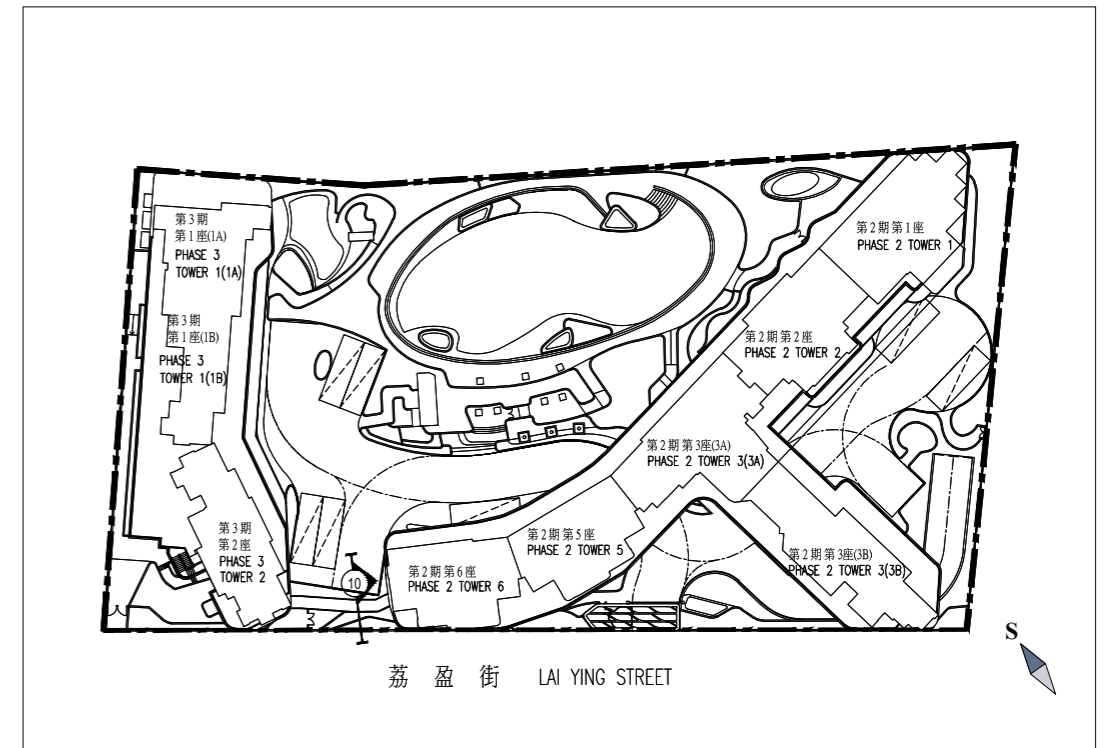 第2期第1座
PHASE 2 TOWER 1
第3期
第1座(1A)
PHASE 3
TOWER 1(1A)
第3期
第1座(1B)
PHASE 3
TOWER 1(1B)
第2期第2座
PHASE 2 TOWER 2
第2期第3座(3A)
PHASE 2 TOWER 3(3A)
第3期
第2座
PHASE 3
TOWER 2
第2期第5座
PHASE 2 TOWER 5
第2期第3座(3B)
PHASE 2 TOWER 3(3B)
第2期第6座
PHASE 2 TOWER 6
10
S
荔盈街 LAI YING STREET